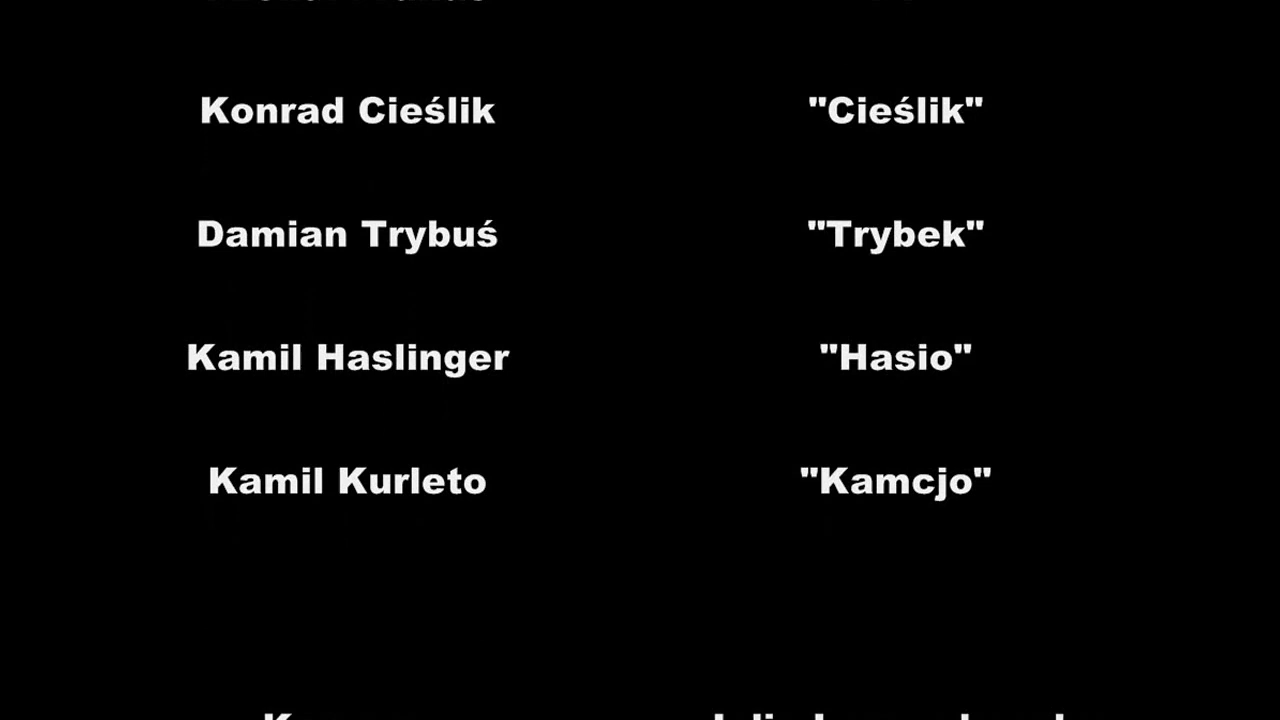 Konrad Cieślik "Cieślik"
Damian Trybuś "Trybek"
Kamil Haslinger "Hasio"
Kamil Kurleto "Kamcjo"